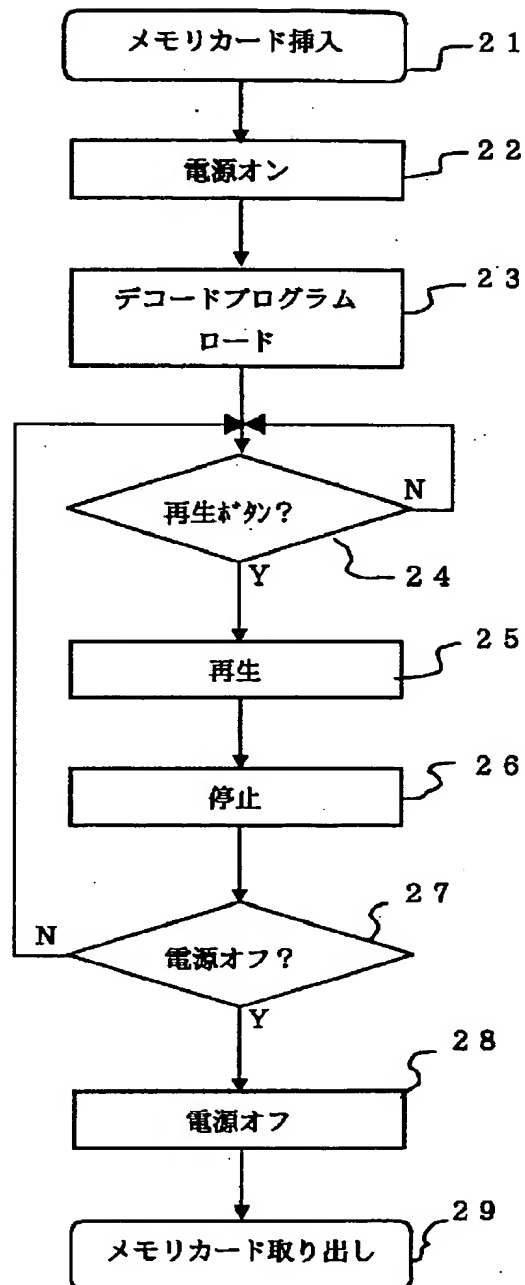 メモリカード挿入
21
電源オン
22
デコードプログラム
ロード
23
再生ﾎﾞﾀﾝ?
N
Y
24
再生
25
停止
26
電源オフ?
N
Y
27
電源オフ
28
メモリカード取り出し
29